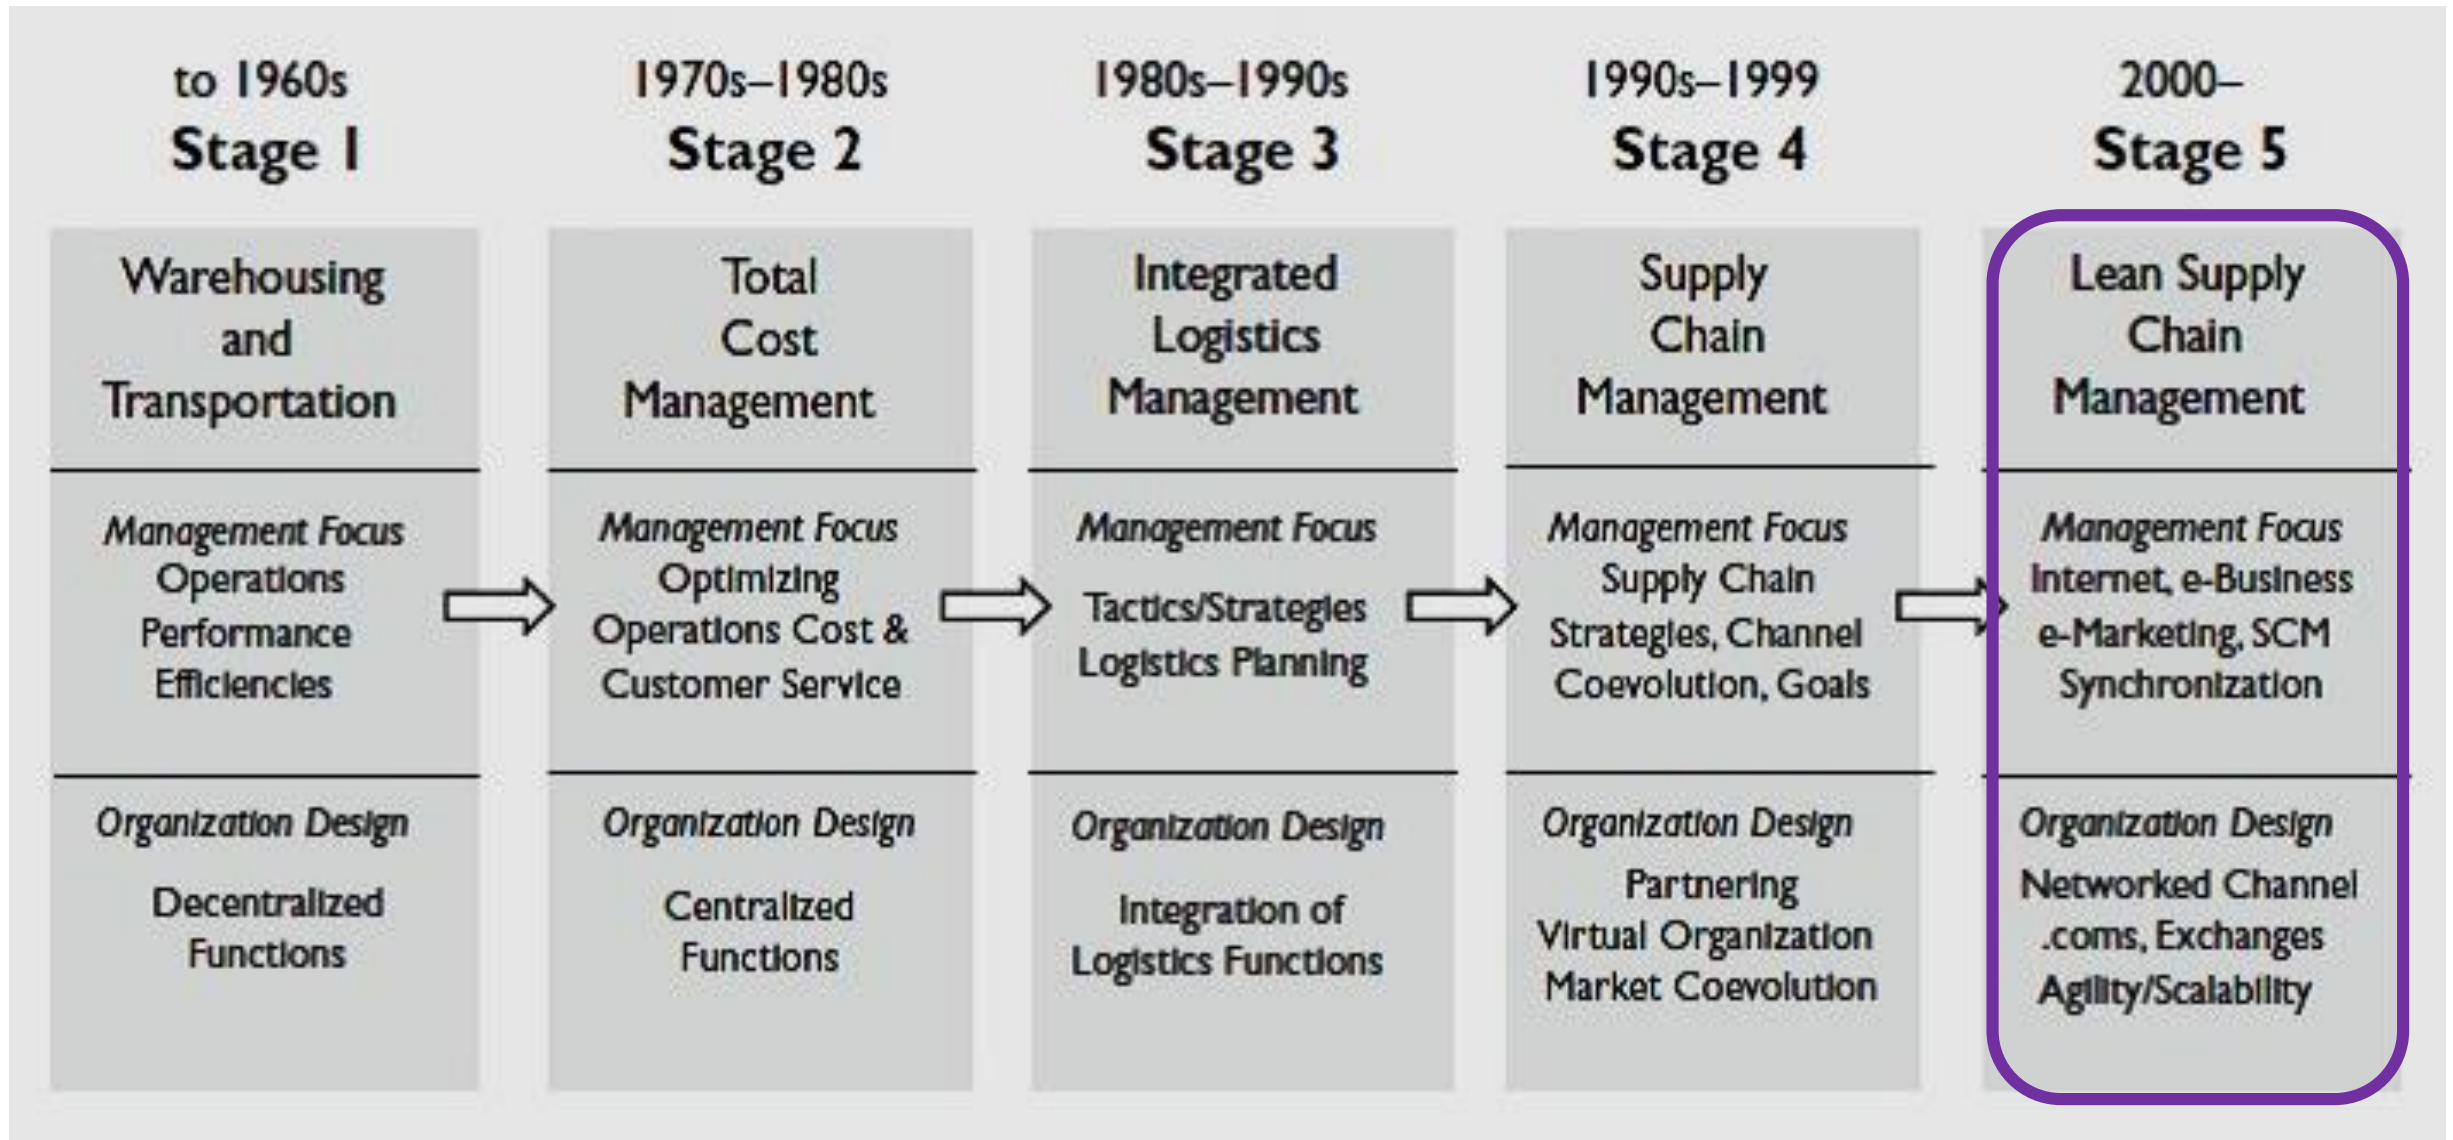 to 1960s
Stage 1
Warehousing
and
Transportation
Management Focus
Operations
Performance
Efficiencies
Organization Design
Decentralized
Functions
1970s–1980s
Stage 2
Total
Cost
Management
Management Focus
Optimizing
Operations Cost &
Customer Service
Organization Design
Centralized
Functions
1980s–1990s
Stage 3
Integrated
Logistics
Management
Management Focus
Tactics/Strategies
Logistics Planning
Organization Design
Integration of
Logistics Functions
1990s–1999
Stage 4
Supply
Chain
Management
Management Focus
Supply Chain
Strategies, Channel
Coevolution, Goals
Organization Design
Partnering
Virtual Organization
Market Coevolution
2000–
Stage 5
Lean Supply
Chain
Management
Management Focus
Internet, e-Business
e-Marketing, SCM
Synchronization
Organization Design
Networked Channel
.coms, Exchanges
Agility/Scalability